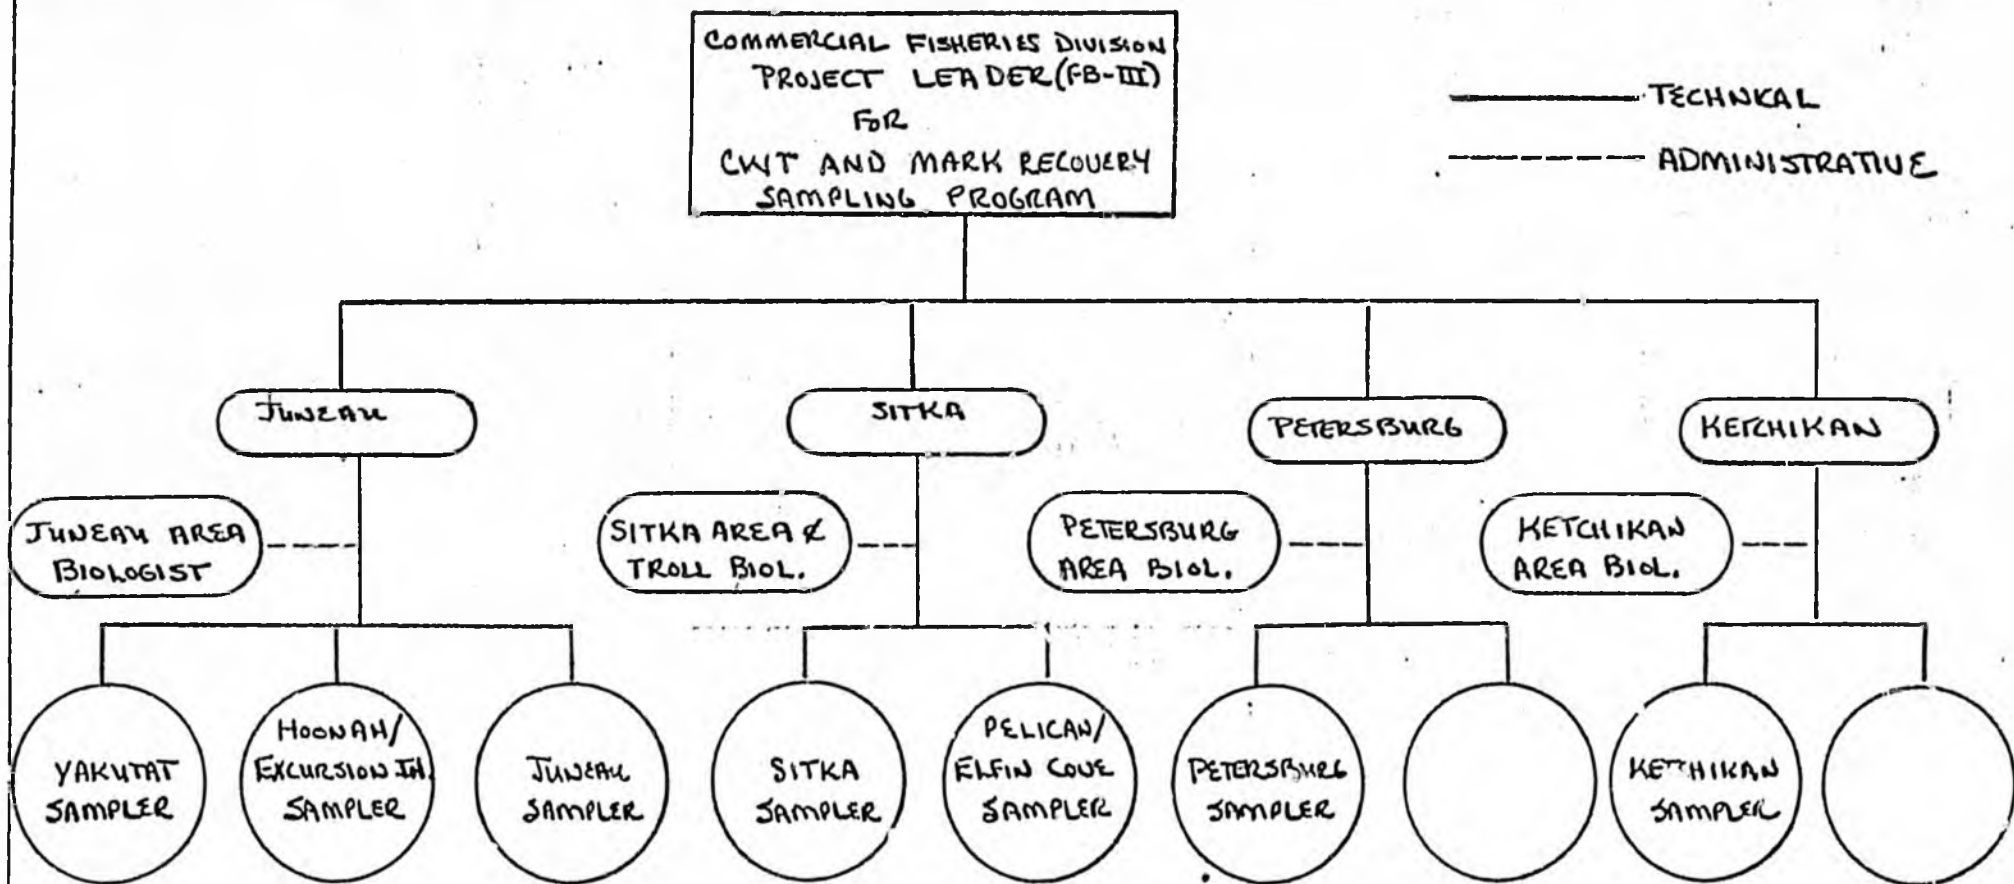 COMMERCIAL FISHERIES DIVISION
PROJECT LEADER (FB-III)
FOR
CWT AND MARK RECOVERY
SAMPLING PROGRAM
TECHNICAL
ADMINISTRATIVE
JUNEAU
SITKA
PETERSBURG
KETCHIKAN
JUNEAU AREA
BIOLOGIST
SITKA AREA &
TROLL BIOL.
PETERSBURG
AREA BIOL.
KETCHIKAN
AREA BIOL.
YAKUTAT
SAMPLER
HOONAH/
EXCURSION IN.
SAMPLER
JUNEAU
SAMPLER
SITKA
SAMPLER
PELICAN/
ELFIN COVE
SAMPLER
PETERSBURG
SAMPLER
KETCHIKAN
SAMPLER